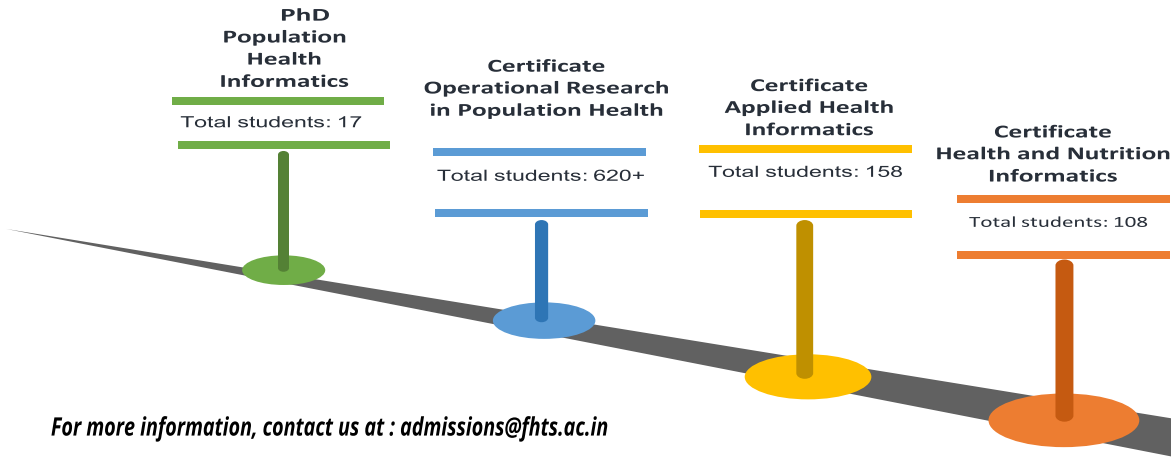 PhD
Population
Health
Informatics
Total students: 17
Certificate
Operational Research
in Population Health
Total students: 620+
Certificate
Applied Health
Informatics
Total students: 158
Certificate
Health and Nutrition
Informatics
Total students: 108
For more information, contact us at : admissions@fhts.ac.in